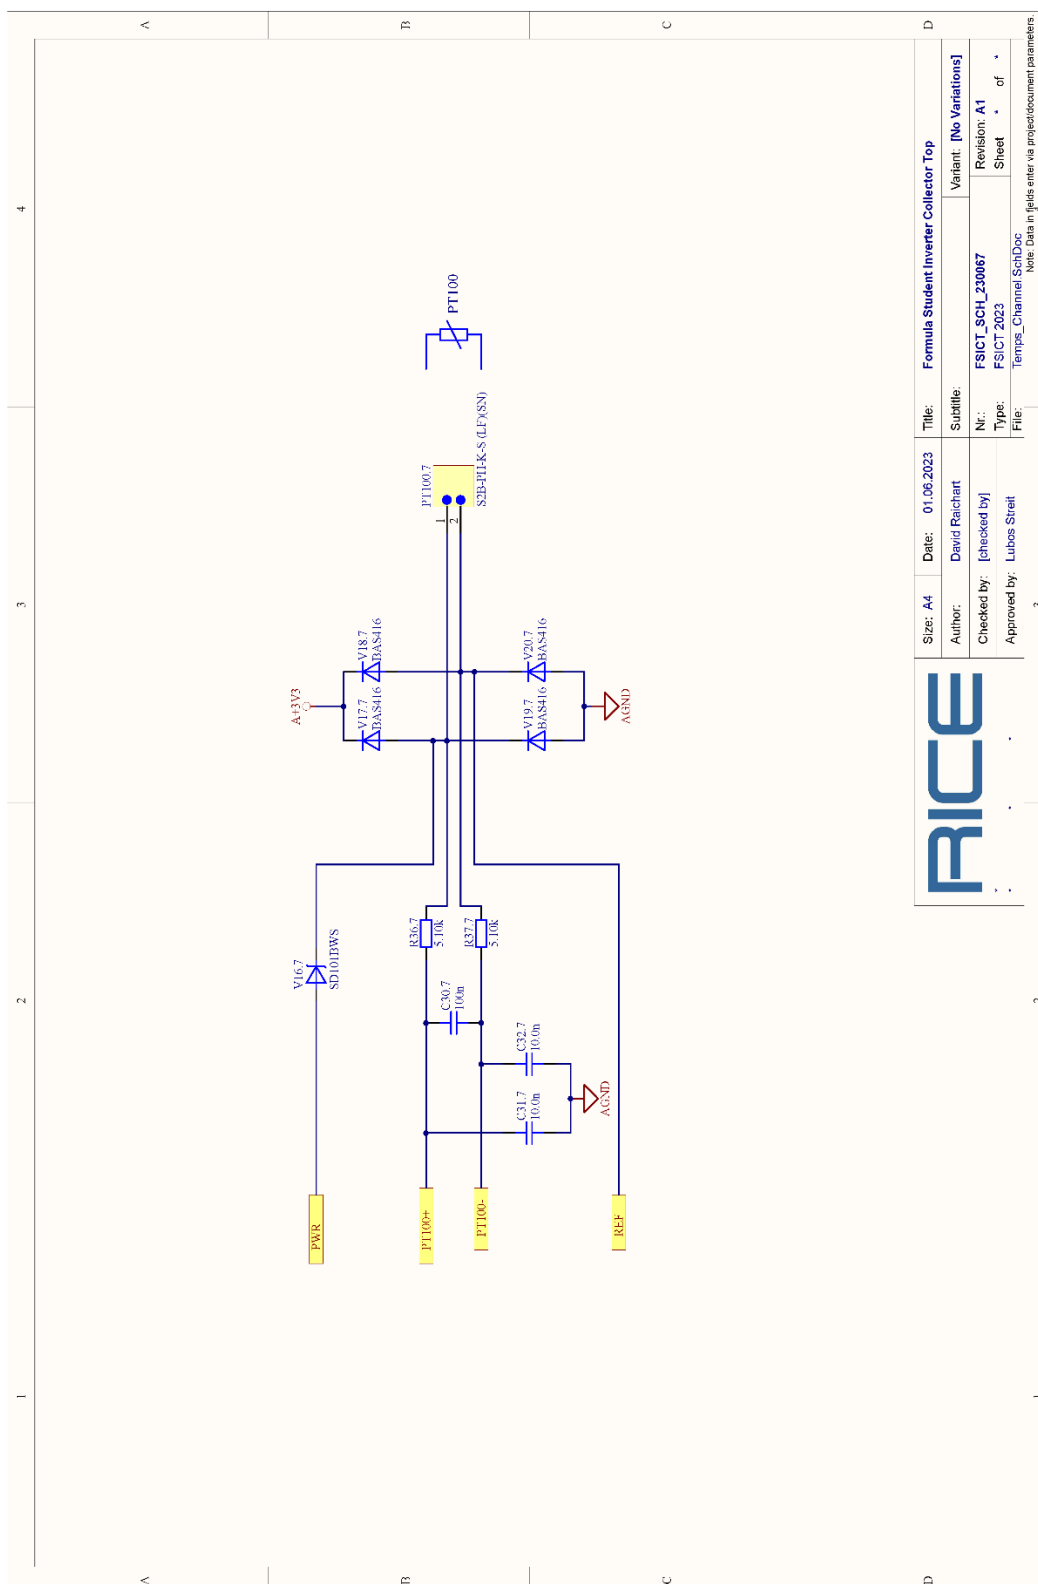 1
2
3
4
A
B
C
D
A
B
C
D
1
2
3
PWR
V16.7
SD101BWS
PT100+
PT100-
REF
R36.7
5.10k
R37.7
5.10k
C30.7
100n
C31.7
10.0n
C32.7
10.0n
AGND
A+3V3
V17.7
BAS416
V18.7
BAS416
V19.7
BAS416
V20.7
BAS416
AGND
PT100.7
1
2
S2B-PH-K-S (LF)(SN)
PT100
RICE
Size: A4 Date: 01.06.2023 Title: Formula Student Inverter Collector Top
Author: David Raichart Subtitle: Variant: [No Variations]
Checked by: [checked by] Nr.: FSICT_SCH_230067 Revision: A1
Approved by: Lubos Streit Type: FSICT 2023 Sheet * of *
File: Temps_Channel.SchDoc
Note: Data in fields enter via project/document parameters.